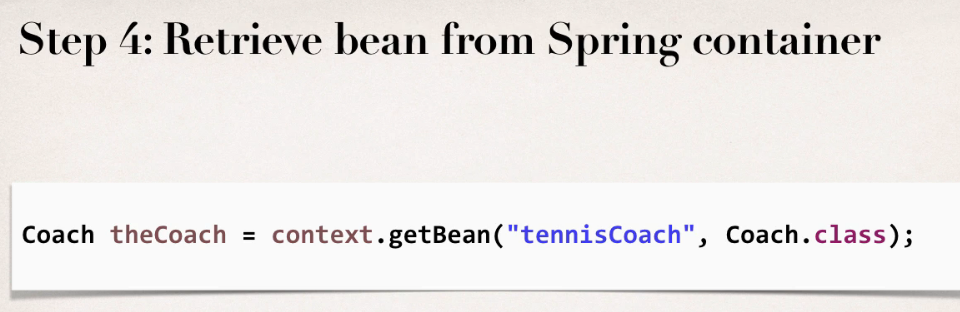 Step 4: Retrieve bean from Spring container
Coach theCoach = context.getBean("tennisCoach", Coach.class);